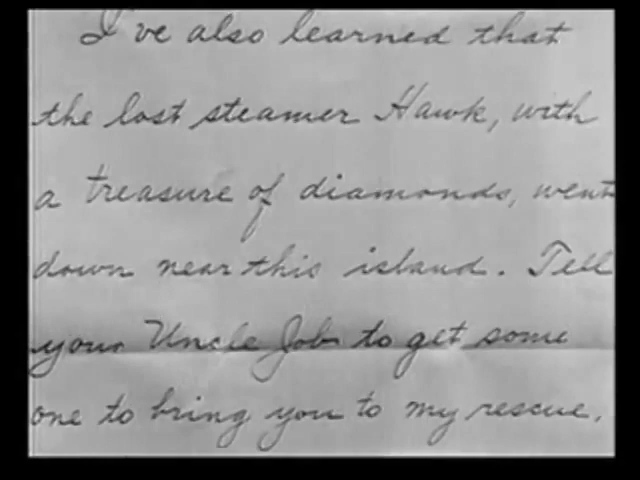 I've also learned that
the lost steamer Hawk, with
a treasure of diamonds, went
down near this island. Tell
your Uncle Job to get some
one to bring you to my rescue.